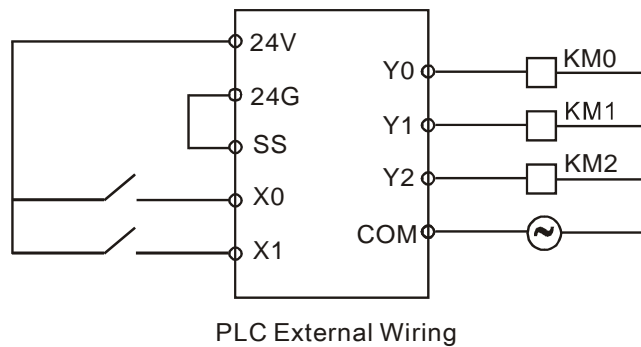 24V
24G
SS
X0
X1
Y0
Y1
Y2
COM
KM0
KM1
KM2
~
PLC External Wiring